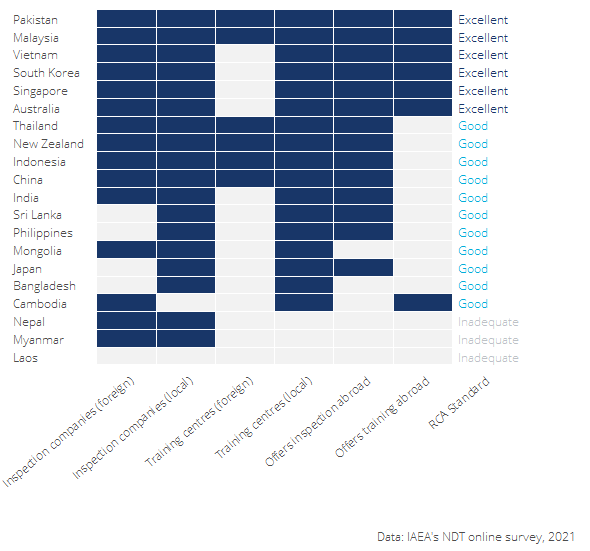 Pakistan Excellent
Malaysia Excellent
Vietnam Excellent
South Korea Excellent
Singapore Excellent
Australia Excellent
Thailand Good
New Zealand Good
Indonesia Good
China Good
India Good
Sri Lanka Good
Philippines Good
Mongolia Good
Japan Good
Bangladesh Good
Cambodia Good
Nepal Inadequate
Myanmar Inadequate
Laos Inadequate
Inspection companies (foreign)
Inspection companies (local)
Training centres (foreign)
Training centres (local)
Offers inspection abroad
Offers training abroad
RCA Standard
Data: IAEA's NDT online survey, 2021